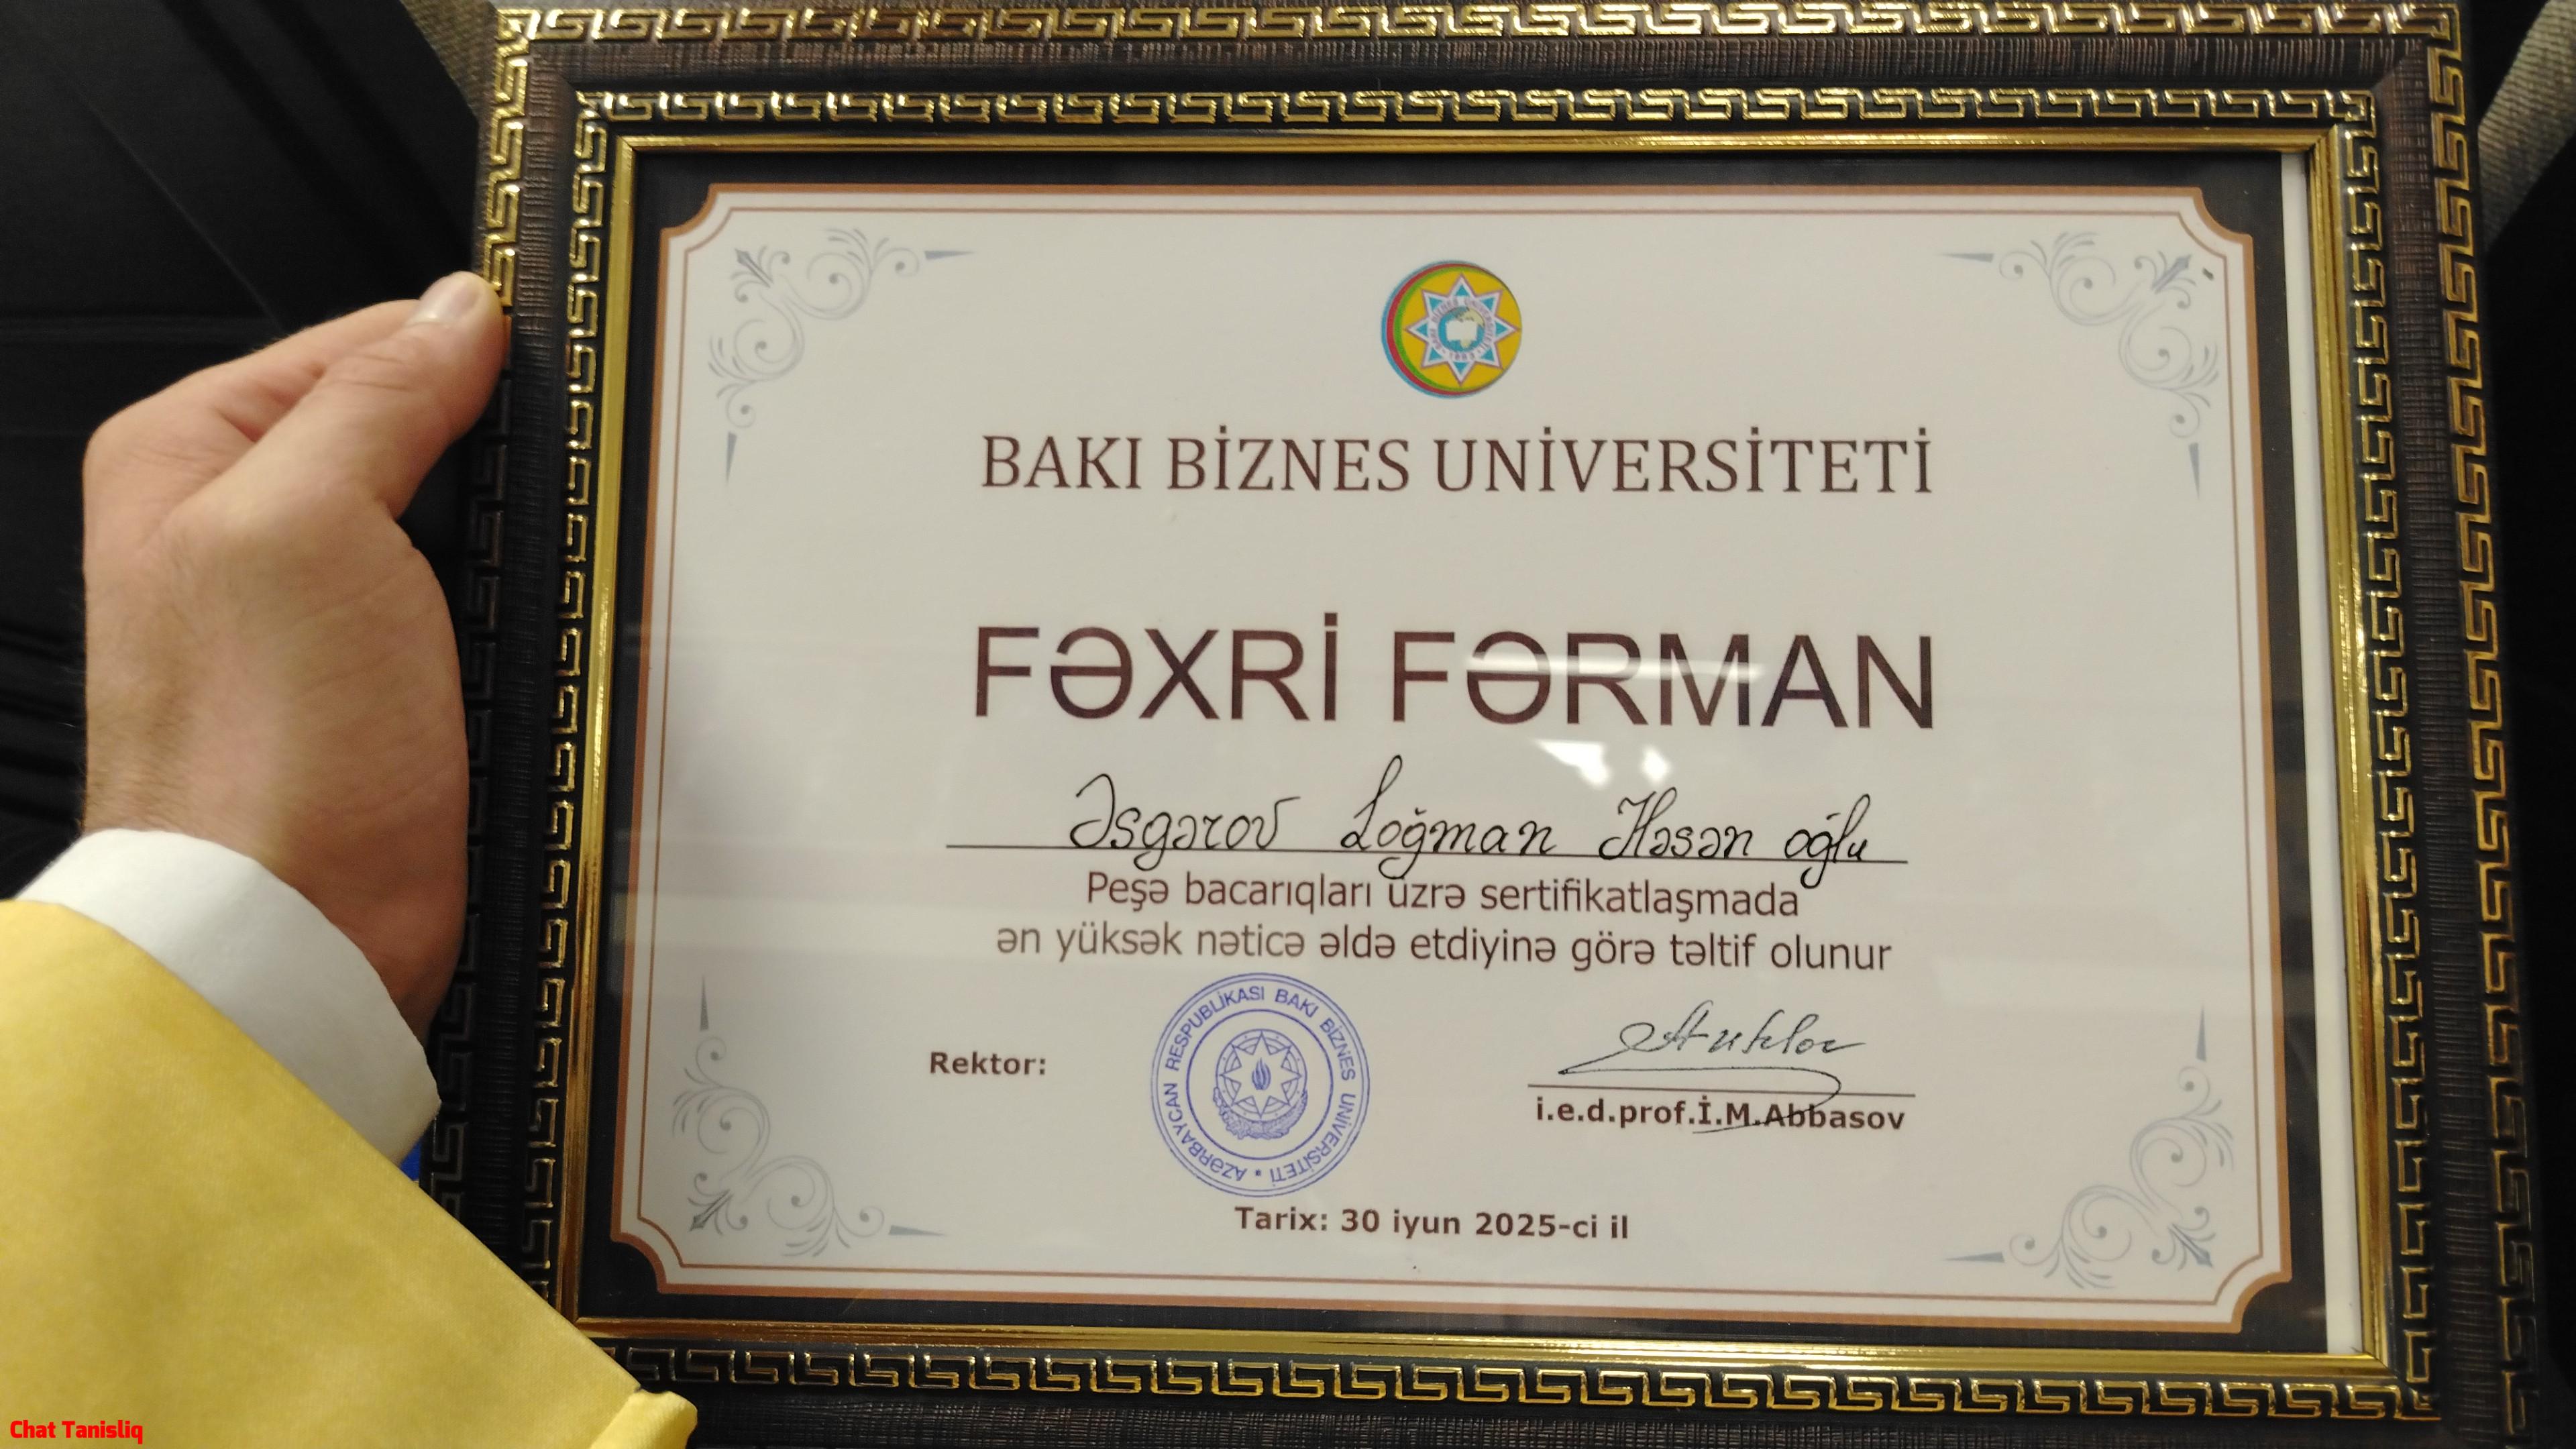 BAKI BİZNES UNİVERSİTETİ
FƏXRİ FƏRMAN
Əsgərov Loğman Həsən oğlu
Peşə bacarıqları üzrə sertifikatlaşmada
ən yüksək nəticə əldə etdiyinə görə təltif olunur
AZƏRBAYCAN RESPUBLİKASI BAKI BİZNES UNİVERSİTETİ
Rektor:
i.e.d.prof.İ.M.Abbasov
Tarix: 30 iyun 2025-ci il
Chat Tanisliq